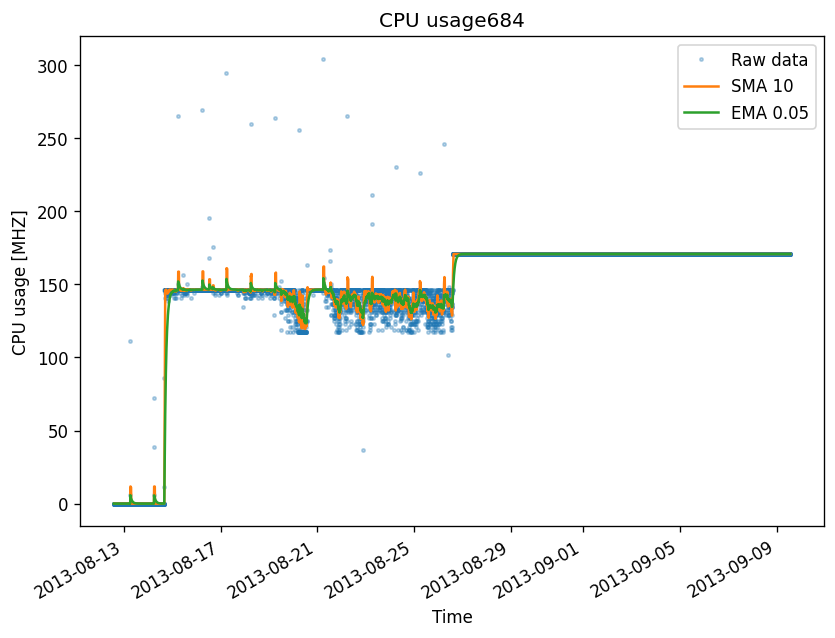 CPU usage684
Raw data
SMA 10
EMA 0.05
CPU usage [MHZ]
300
250
200
150
100
50
0
2013-08-13
2013-08-17
2013-08-21
2013-08-25
2013-08-29
2013-09-01
2013-09-05
2013-09-09
Time